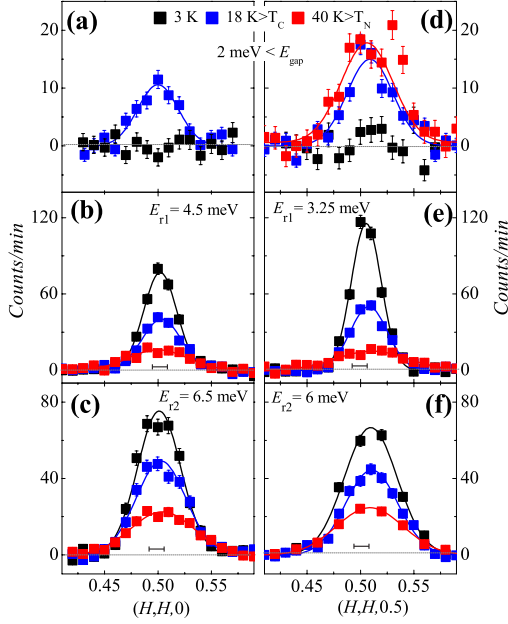 3 K 18 K>T_C 40 K>T_N
(a) (d)
2 meV < E_gap
20 20
10 10
0 0
(b) E_r1 = 4.5 meV E_r1 = 3.25 meV (e)
120 120
60 60
0 0
Counts/min Counts/min
(c) E_r2 = 6.5 meV E_r2 = 6 meV (f)
80 80
40 40
0 0
0.45 0.50 0.55 0.45 0.50 0.55
(H,H,0) (H,H,0.5)